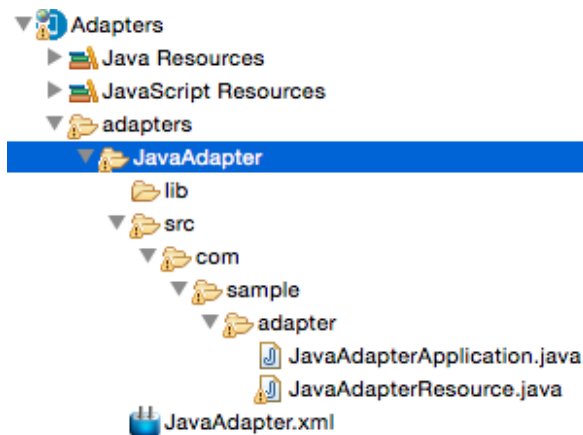 Adapters
Java Resources
JavaScript Resources
adapters
JavaAdapter
lib
src
com
sample
adapter
JavaAdapterApplication.java
JavaAdapterResource.java
JavaAdapter.xml